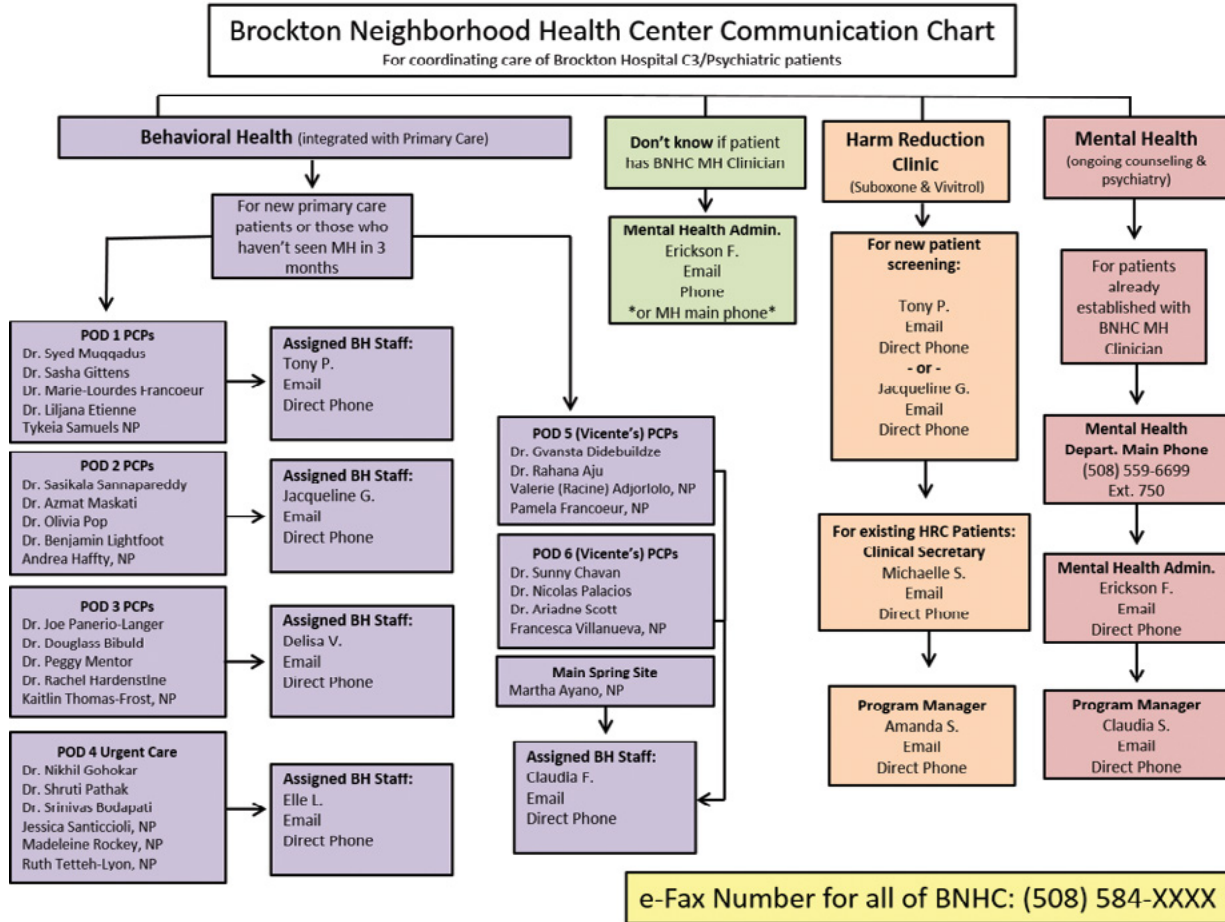 Brockton Neighborhood Health Center Communication Chart
For coordinating care of Brockton Hospital C3/Psychiatric patients
Behavioral Health (integrated with Primary Care)
For new primary care
patients or those who
haven't seen MH in 3
months
POD 1 PCPs
Dr. Syed Muqqadus
Dr. Sasha Gittens
Dr. Marie-Lourdes Francoeur
Dr. Liljana Etienne
Tykeia Samuels NP
Assigned BH Staff:
Tony P.
Email
Direct Phone
POD 2 PCPs
Dr. Sasikala Sannapareddy
Dr. Azmat Maskati
Dr. Olivia Pop
Dr. Benjamin Lightfoot
Andrea Haffty, NP
Assigned BH Staff:
Jacqueline G.
Email
Direct Phone
POD 3 PCPs
Dr. Joe Panerio-Langer
Dr. Douglass Bibuld
Dr. Peggy Mentor
Dr. Rachel Hardenstine
Kaitlin Thomas-Frost, NP
Assigned BH Staff:
Delisa V.
Email
Direct Phone
POD 4 Urgent Care
Dr. Nikhil Gohokar
Dr. Shruti Pathak
Dr. Srinivas Bodapati
Jessica Santiccioli, NP
Madeleine Rockey, NP
Ruth Tetteh-Lyon, NP
Assigned BH Staff:
Elle L.
Email
Direct Phone
POD 5 (Vicente's) PCPs
Dr. Gvansta Didebuildze
Dr. Rahana Aju
Valerie (Racine) Adjorlolo, NP
Pamela Francoeur, NP
POD 6 (Vicente's) PCPs
Dr. Sunny Chavan
Dr. Nicolas Palacios
Dr. Ariadne Scott
Francesca Villanueva, NP
Main Spring Site
Martha Ayano, NP
Assigned BH Staff:
Claudia F.
Email
Direct Phone
Don't know if patient
has BNHC MH Clinician
Mental Health Admin.
Erickson F.
Email
Phone
*or MH main phone*
Harm Reduction
Clinic
(Suboxone & Vivitrol)
For new patient
screening:
Tony P.
Email
Direct Phone
- or -
Jacqueline G.
Email
Direct Phone
For existing HRC Patients:
Clinical Secretary
Michaelle S.
Email
Direct Phone
Program Manager
Amanda S.
Email
Direct Phone
Mental Health
(ongoing counseling &
psychiatry)
For patients
already
established with
BNHC MH
Clinician
Mental Health
Depart. Main Phone
(508) 559-6699
Ext. 750
Mental Health Admin.
Erickson F.
Email
Direct Phone
Program Manager
Claudia S.
Email
Direct Phone
e-Fax Number for all of BNHC: (508) 584-XXXX